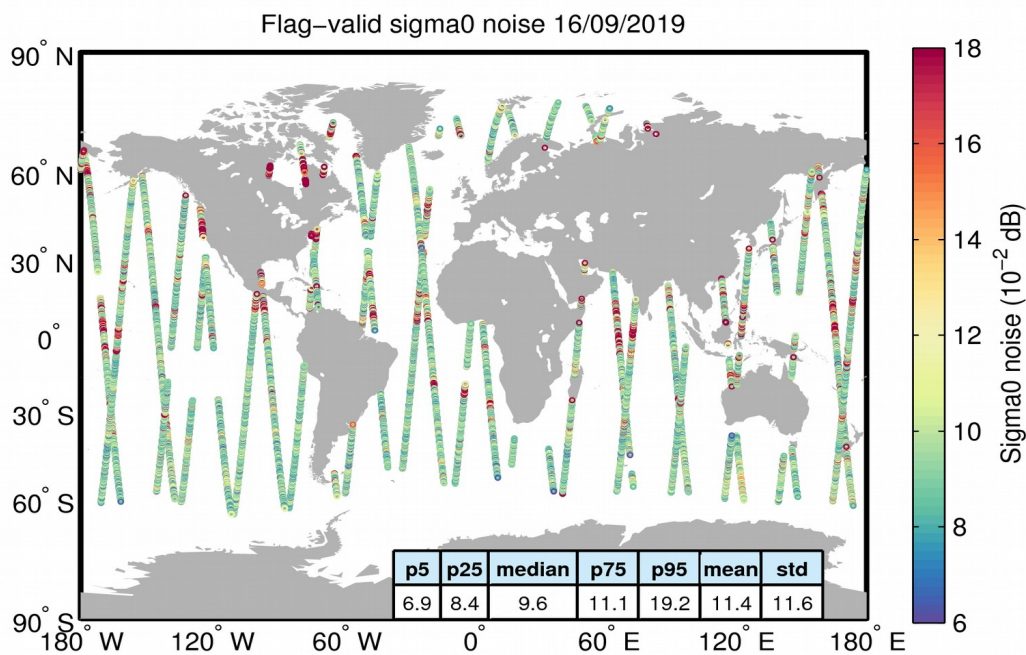 Flag−valid sigma0 noise 16/09/2019
90° N
60° N
30° N
0°
30° S
60° S
90° S
180° W 120° W 60° W 0° 60° E 120° E 180° E
p5 p25 median p75 p95 mean std
6.9 8.4 9.6 11.1 19.2 11.4 11.6
18
16
14
12
10
8
6
Sigma0 noise (10⁻² dB)